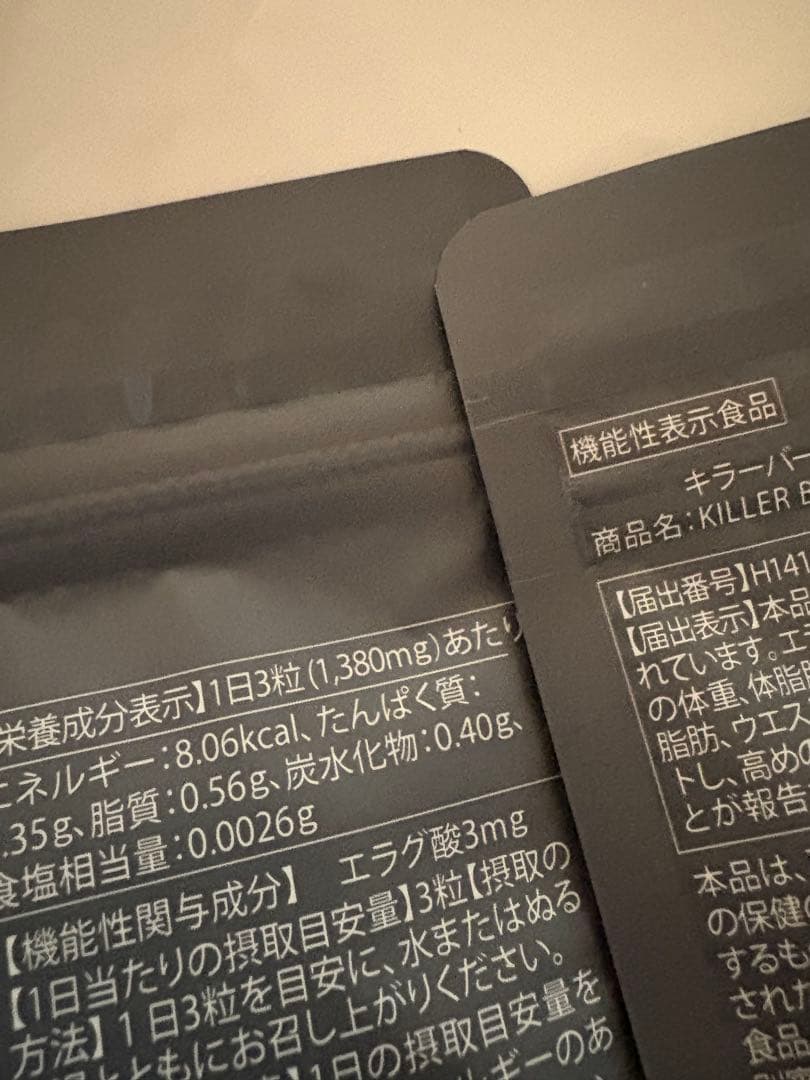 栄養成分表示】1日3粒(1,380mg)あたり
エネルギー:8.06kcal、たんぱく質:
.35g、脂質:0.56g、炭水化物:0.40g、
食塩相当量:0.0026g
【機能性関与成分】 エラグ酸3mg
【1日当たりの摂取目安量】3粒【摂取の
方法】1日3粒を目安に、水またはぬる
とともにお召し上がりください。
1日の摂取目安量を
ルギーのあ
機能性表示食品
キラーバー
商品名:KILLER B
【届出番号】H141
【届出表示】本品
れています。エ
の体重、体脂
脂肪、ウエス
トし、高めの
とが報告
本品は、
の保健の
するも
された
食品